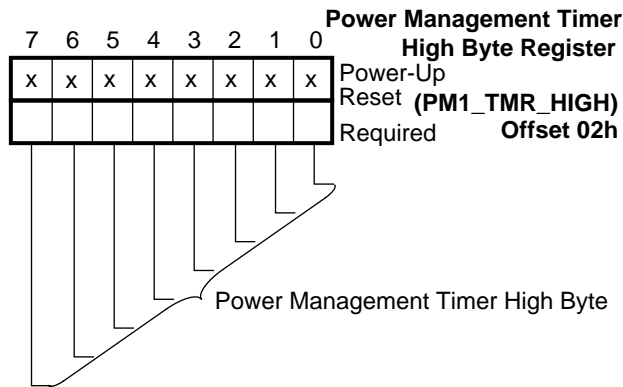 Power Management Timer
High Byte Register
(PM1_TMR_HIGH)
Offset 02h
7 6 5 4 3 2 1 0
x x x x x x x x
Power-Up
Reset
Required
Power Management Timer High Byte